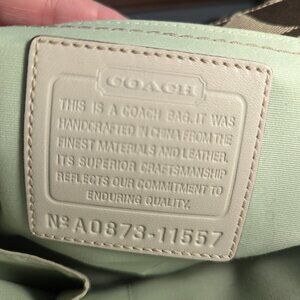 COACH
THIS IS A COACH BAG. IT WAS
HANDCRAFTED IN CHINA FROM THE
FINEST MATERIALS AND LEATHER.
ITS SUPERIOR CRAFTSMANSHIP
REFLECTS OUR COMMITMENT TO
ENDURING QUALITY.
Nº A0873-11557